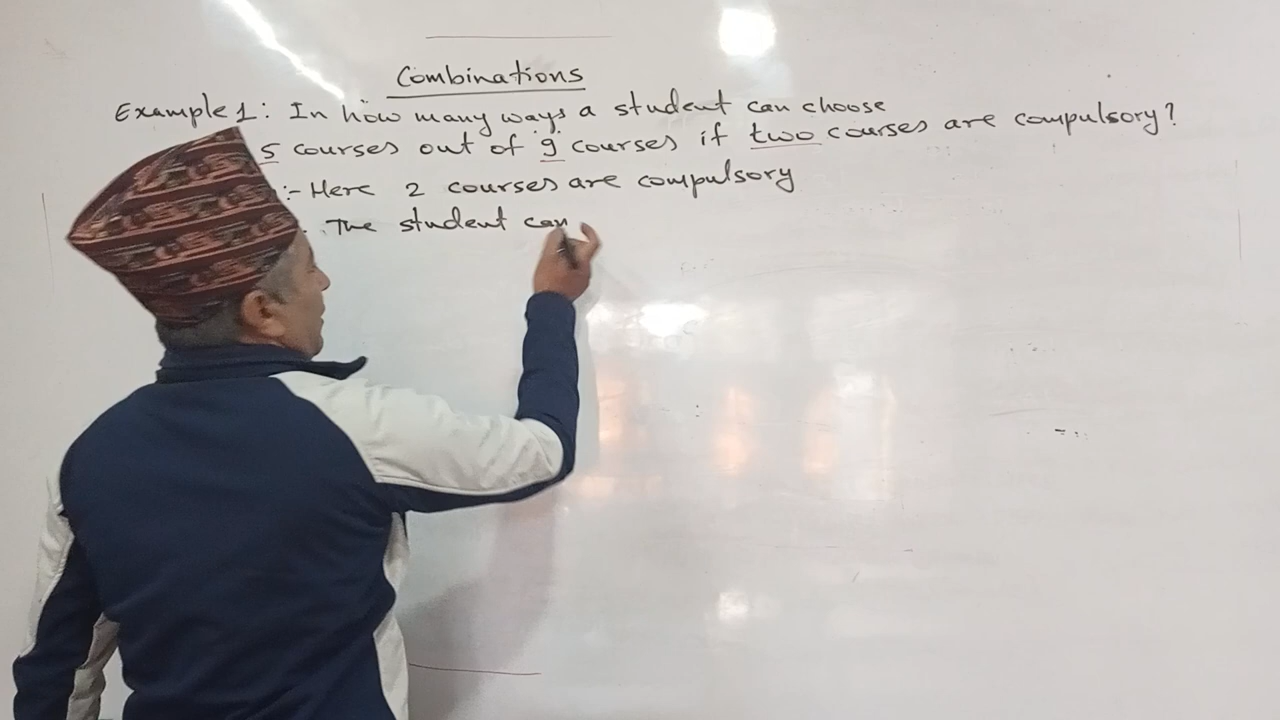 Combinations
Example 1: In how many ways a student can choose
5 courses out of 9 courses if two courses are compulsory?
:- Here 2 courses are compulsory
The student can